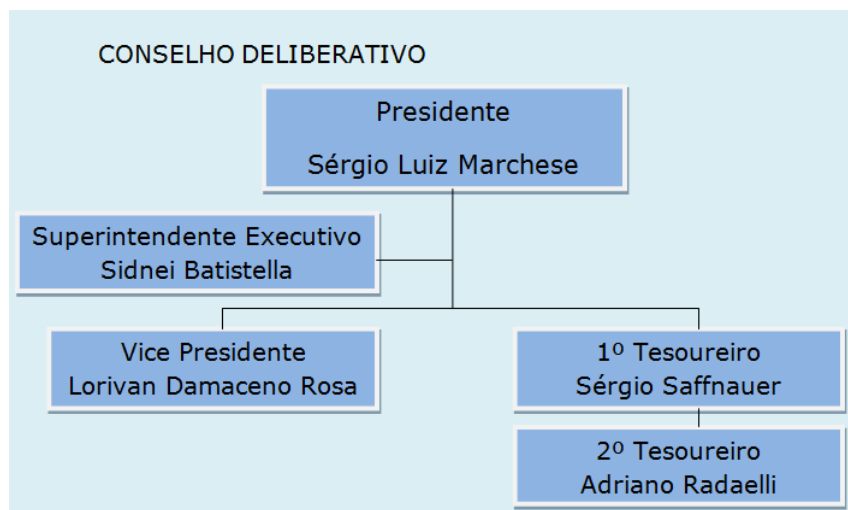 CONSELHO DELIBERATIVO
Presidente
Sérgio Luiz Marchese
Superintendente Executivo
Sidnei Batistella
Vice Presidente
Lorivan Damaceno Rosa
1º Tesoureiro
Sérgio Saffnauer
2º Tesoureiro
Adriano Radaelli